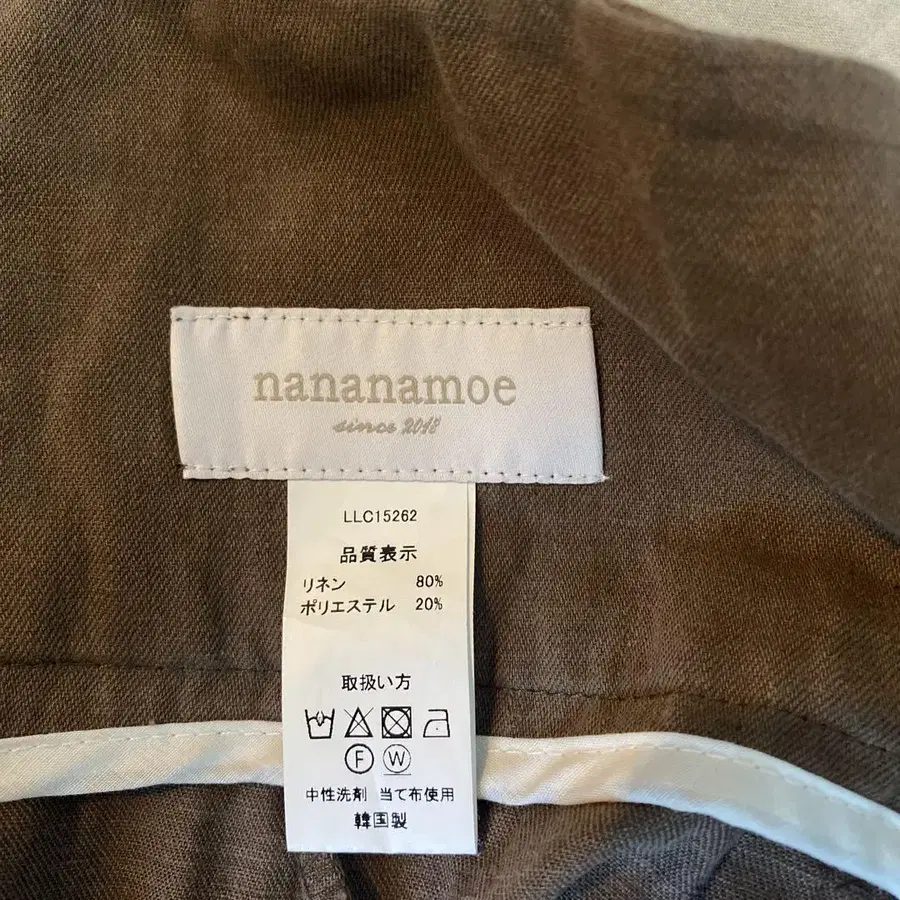 nananamoe
since 2018
LLC15262
品質表示
リネン 80%
ポリエステル 20%
取扱い方
F W
中性洗剤 当て布使用
韓国製